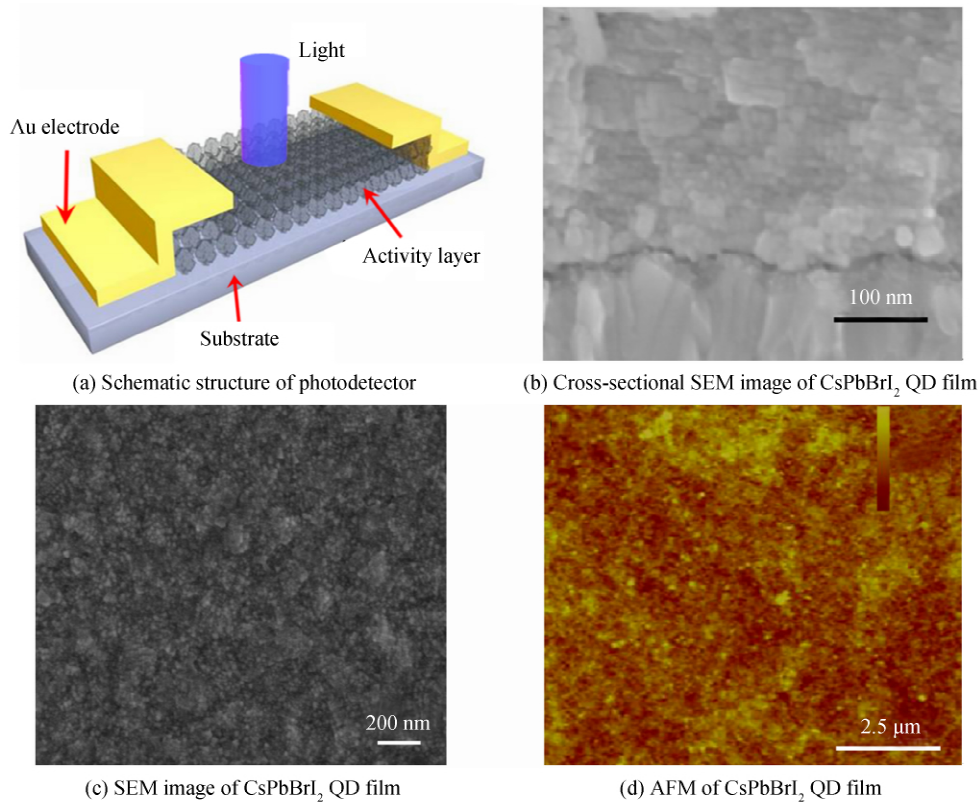 Light
Au electrode
Activity layer
Substrate
(a) Schematic structure of photodetector
100 nm
(b) Cross-sectional SEM image of CsPbBrI₂ QD film
200 nm
(c) SEM image of CsPbBrI₂ QD film
2.5 μm
(d) AFM of CsPbBrI₂ QD film